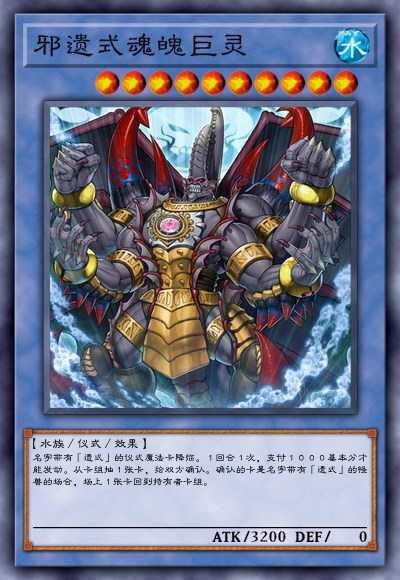 邪遗式魂魄巨灵
水
【水族／仪式／效果】
名字带有「遗式」的仪式魔法卡降临。1回合1次，支付1000基本分才
能发动。从卡组抽1张卡，给双方确认。确认的卡是名字带有「遗式」的怪
兽的场合，场上1张卡回到持有者卡组。
ATK/3200 DEF/ 0